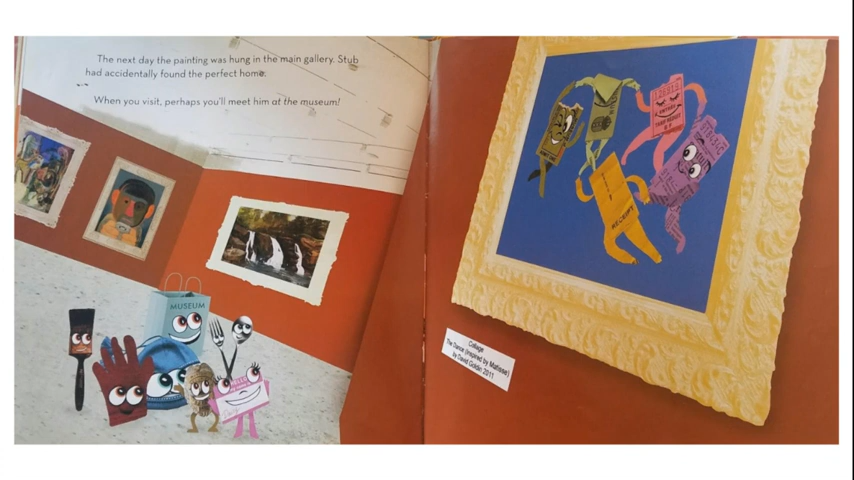 The next day the painting was hung in the main gallery. Stub
had accidentally found the perfect home.
When you visit, perhaps you'll meet him at the museum!
MUSEUM
RECEIPT
Collage
The Dance (Inspired by Matisse)
by David Goldin 2011